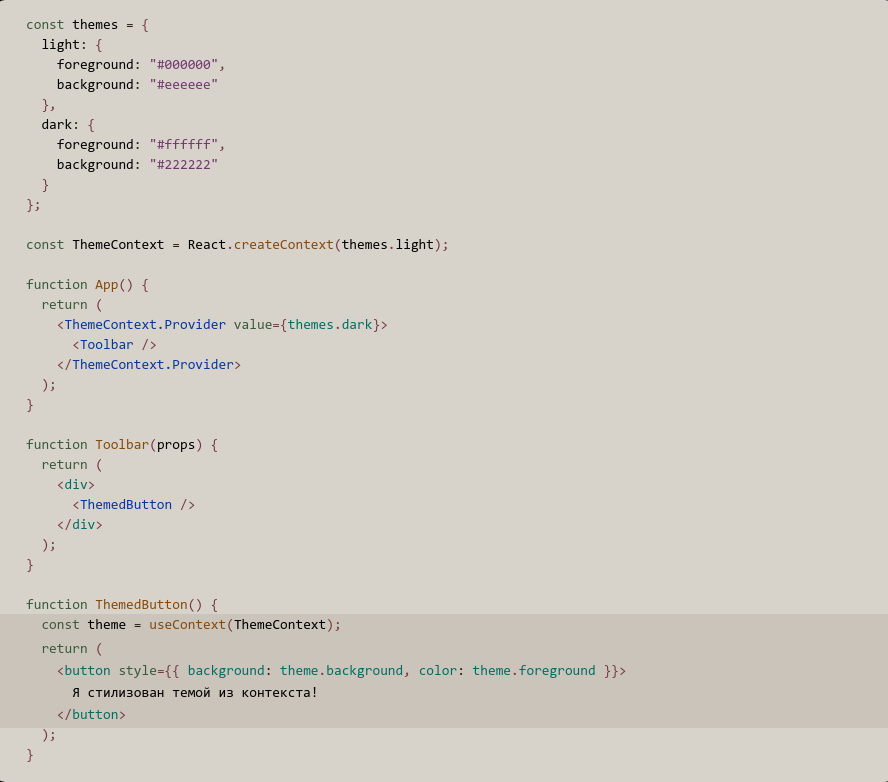 const themes = {
  light: {
    foreground: "#000000",
    background: "#eeeeee"
  },
  dark: {
    foreground: "#ffffff",
    background: "#222222"
  }
};

const ThemeContext = React.createContext(themes.light);

function App() {
  return (
    <ThemeContext.Provider value={themes.dark}>
      <Toolbar />
    </ThemeContext.Provider>
  );
}

function Toolbar(props) {
  return (
    <div>
      <ThemedButton />
    </div>
  );
}

function ThemedButton() {
  const theme = useContext(ThemeContext);
  return (
    <button style={{ background: theme.background, color: theme.foreground }}>
      Я стилизован темой из контекста!
    </button>
  );
}